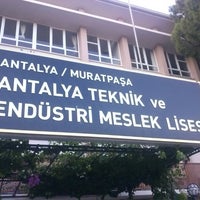 ANTALYA / MURATPAŞA
ANTALYA TEKNİK ve
ENDÜSTRİ MESLEK LİSES